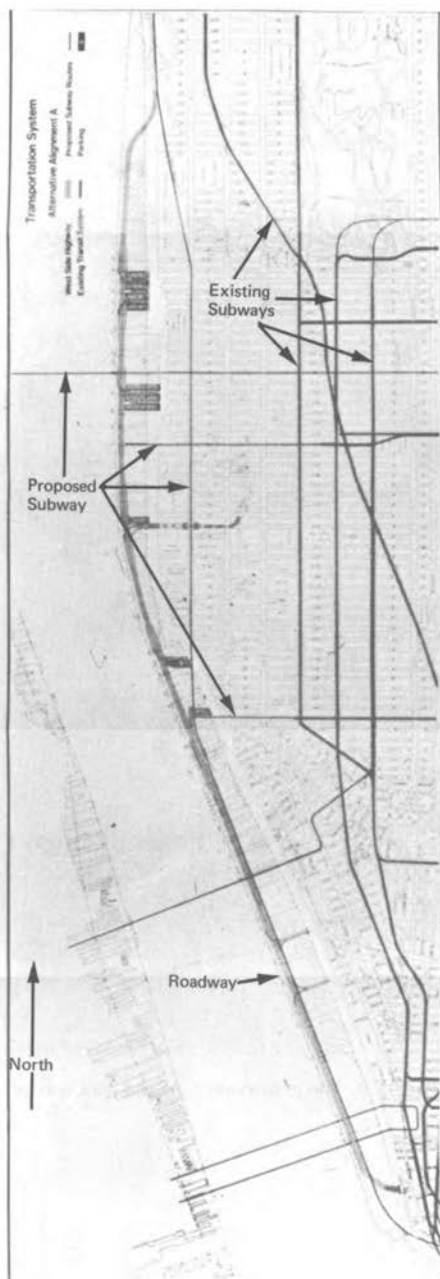 Transportation System
Alternative Alignment A
West Side Highway
Existing Transit System
Proposed Subway Routes
Parking
Existing
Subways
Proposed
Subway
Roadway
North